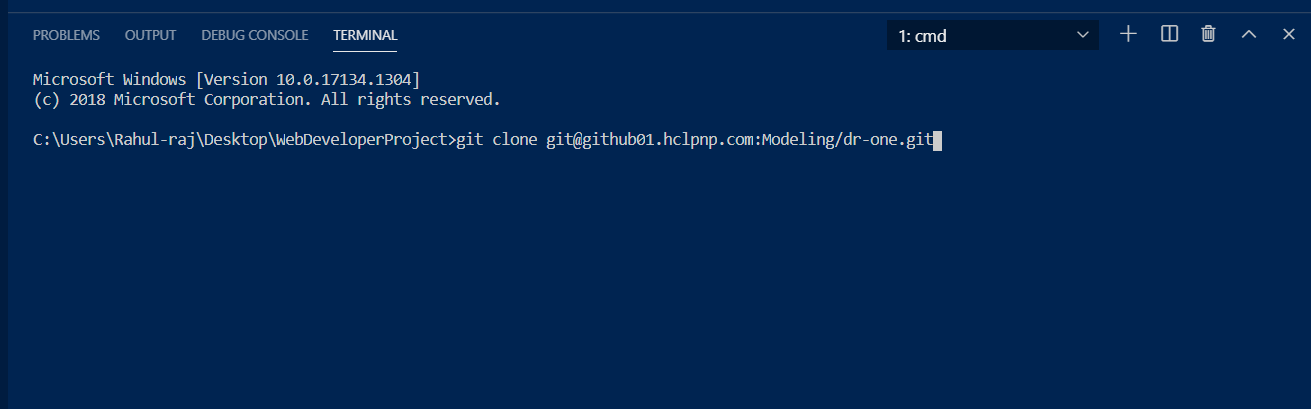 PROBLEMS OUTPUT DEBUG CONSOLE TERMINAL 1: cmd
Microsoft Windows [Version 10.0.17134.1304]
(c) 2018 Microsoft Corporation. All rights reserved.
C:\Users\Rahul-raj\Desktop\WebDeveloperProject>git clone git@github01.hclpnp.com:Modeling/dr-one.git